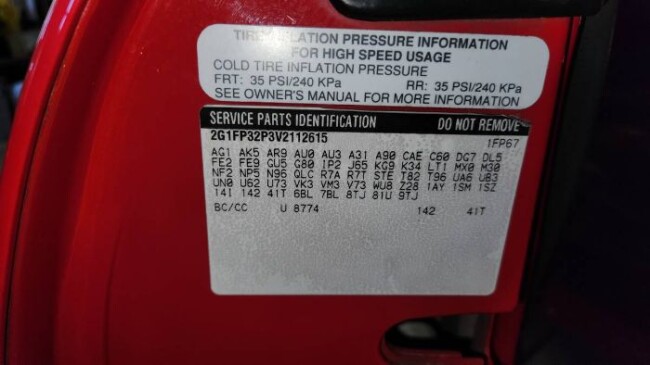 TIRE INFLATION PRESSURE INFORMATION
FOR HIGH SPEED USAGE
COLD TIRE INFLATION PRESSURE
FRT: 35 PSI/240 KPa RR: 35 PSI/240 KPa
SEE OWNER'S MANUAL FOR MORE INFORMATION
SERVICE PARTS IDENTIFICATION DO NOT REMOVE
2G1FP32P3V2112615 1FP67
AG1 AK5 AR9 AU0 AU3 A31 A90 CAE C60 DG7 DL5
FE2 FE9 GU5 G80 IP2 J65 KG9 K34 LT1 MX0 M30
NF2 NP5 N96 QLC R7A R7T STE T82 T96 UA6 U83
UN0 U62 U73 VK3 VM3 V73 WU8 Z28 1AY 1SM 1SZ
14I 142 41T 6BL 7BL 8TJ 81U 9TJ
BC/CC U 8774 142 41T